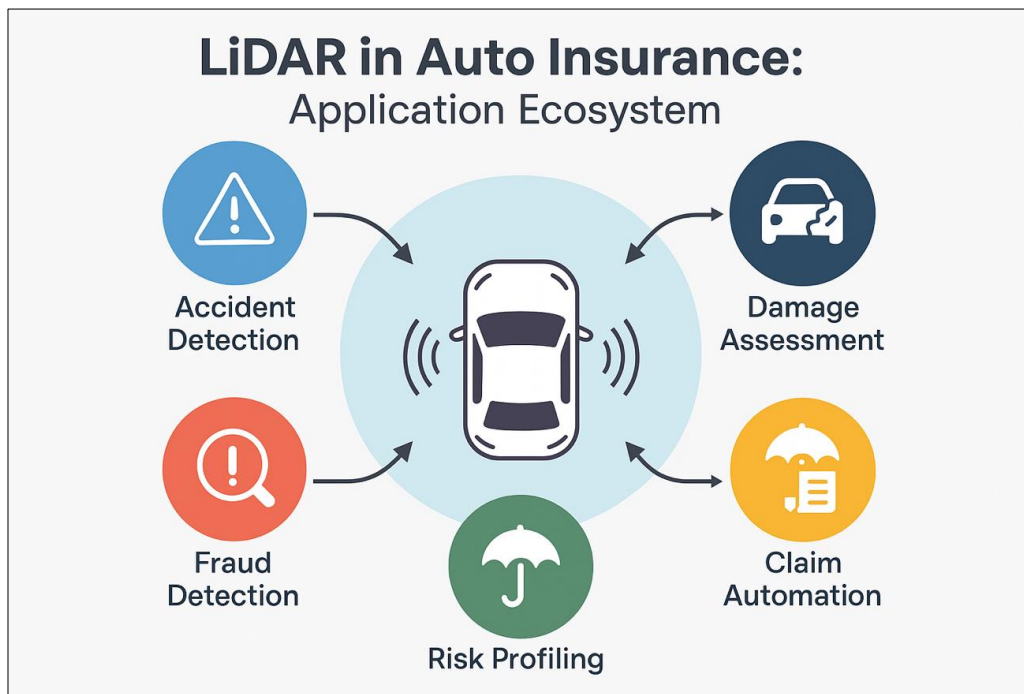 LiDAR in Auto Insurance:
Application Ecosystem
Accident
Detection
Damage
Assessment
Fraud
Detection
Claim
Automation
Risk Profiling